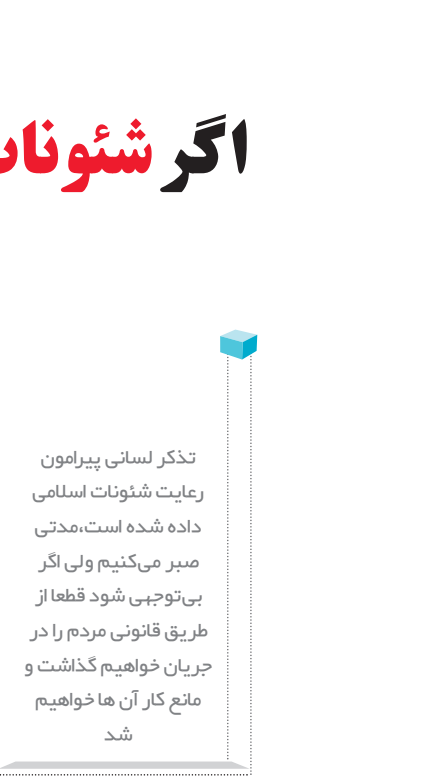 اگر شئونات
تذکر لسانی پیرامون
رعایت شئونات اسلامی
داده شده است،مدتی
صبر می‌کنیم ولی اگر
بی‌توجهی شود قطعا از
طریق قانونی مردم را در
جریان خواهیم گذاشت و
مانع کار آن ها خواهیم
شد